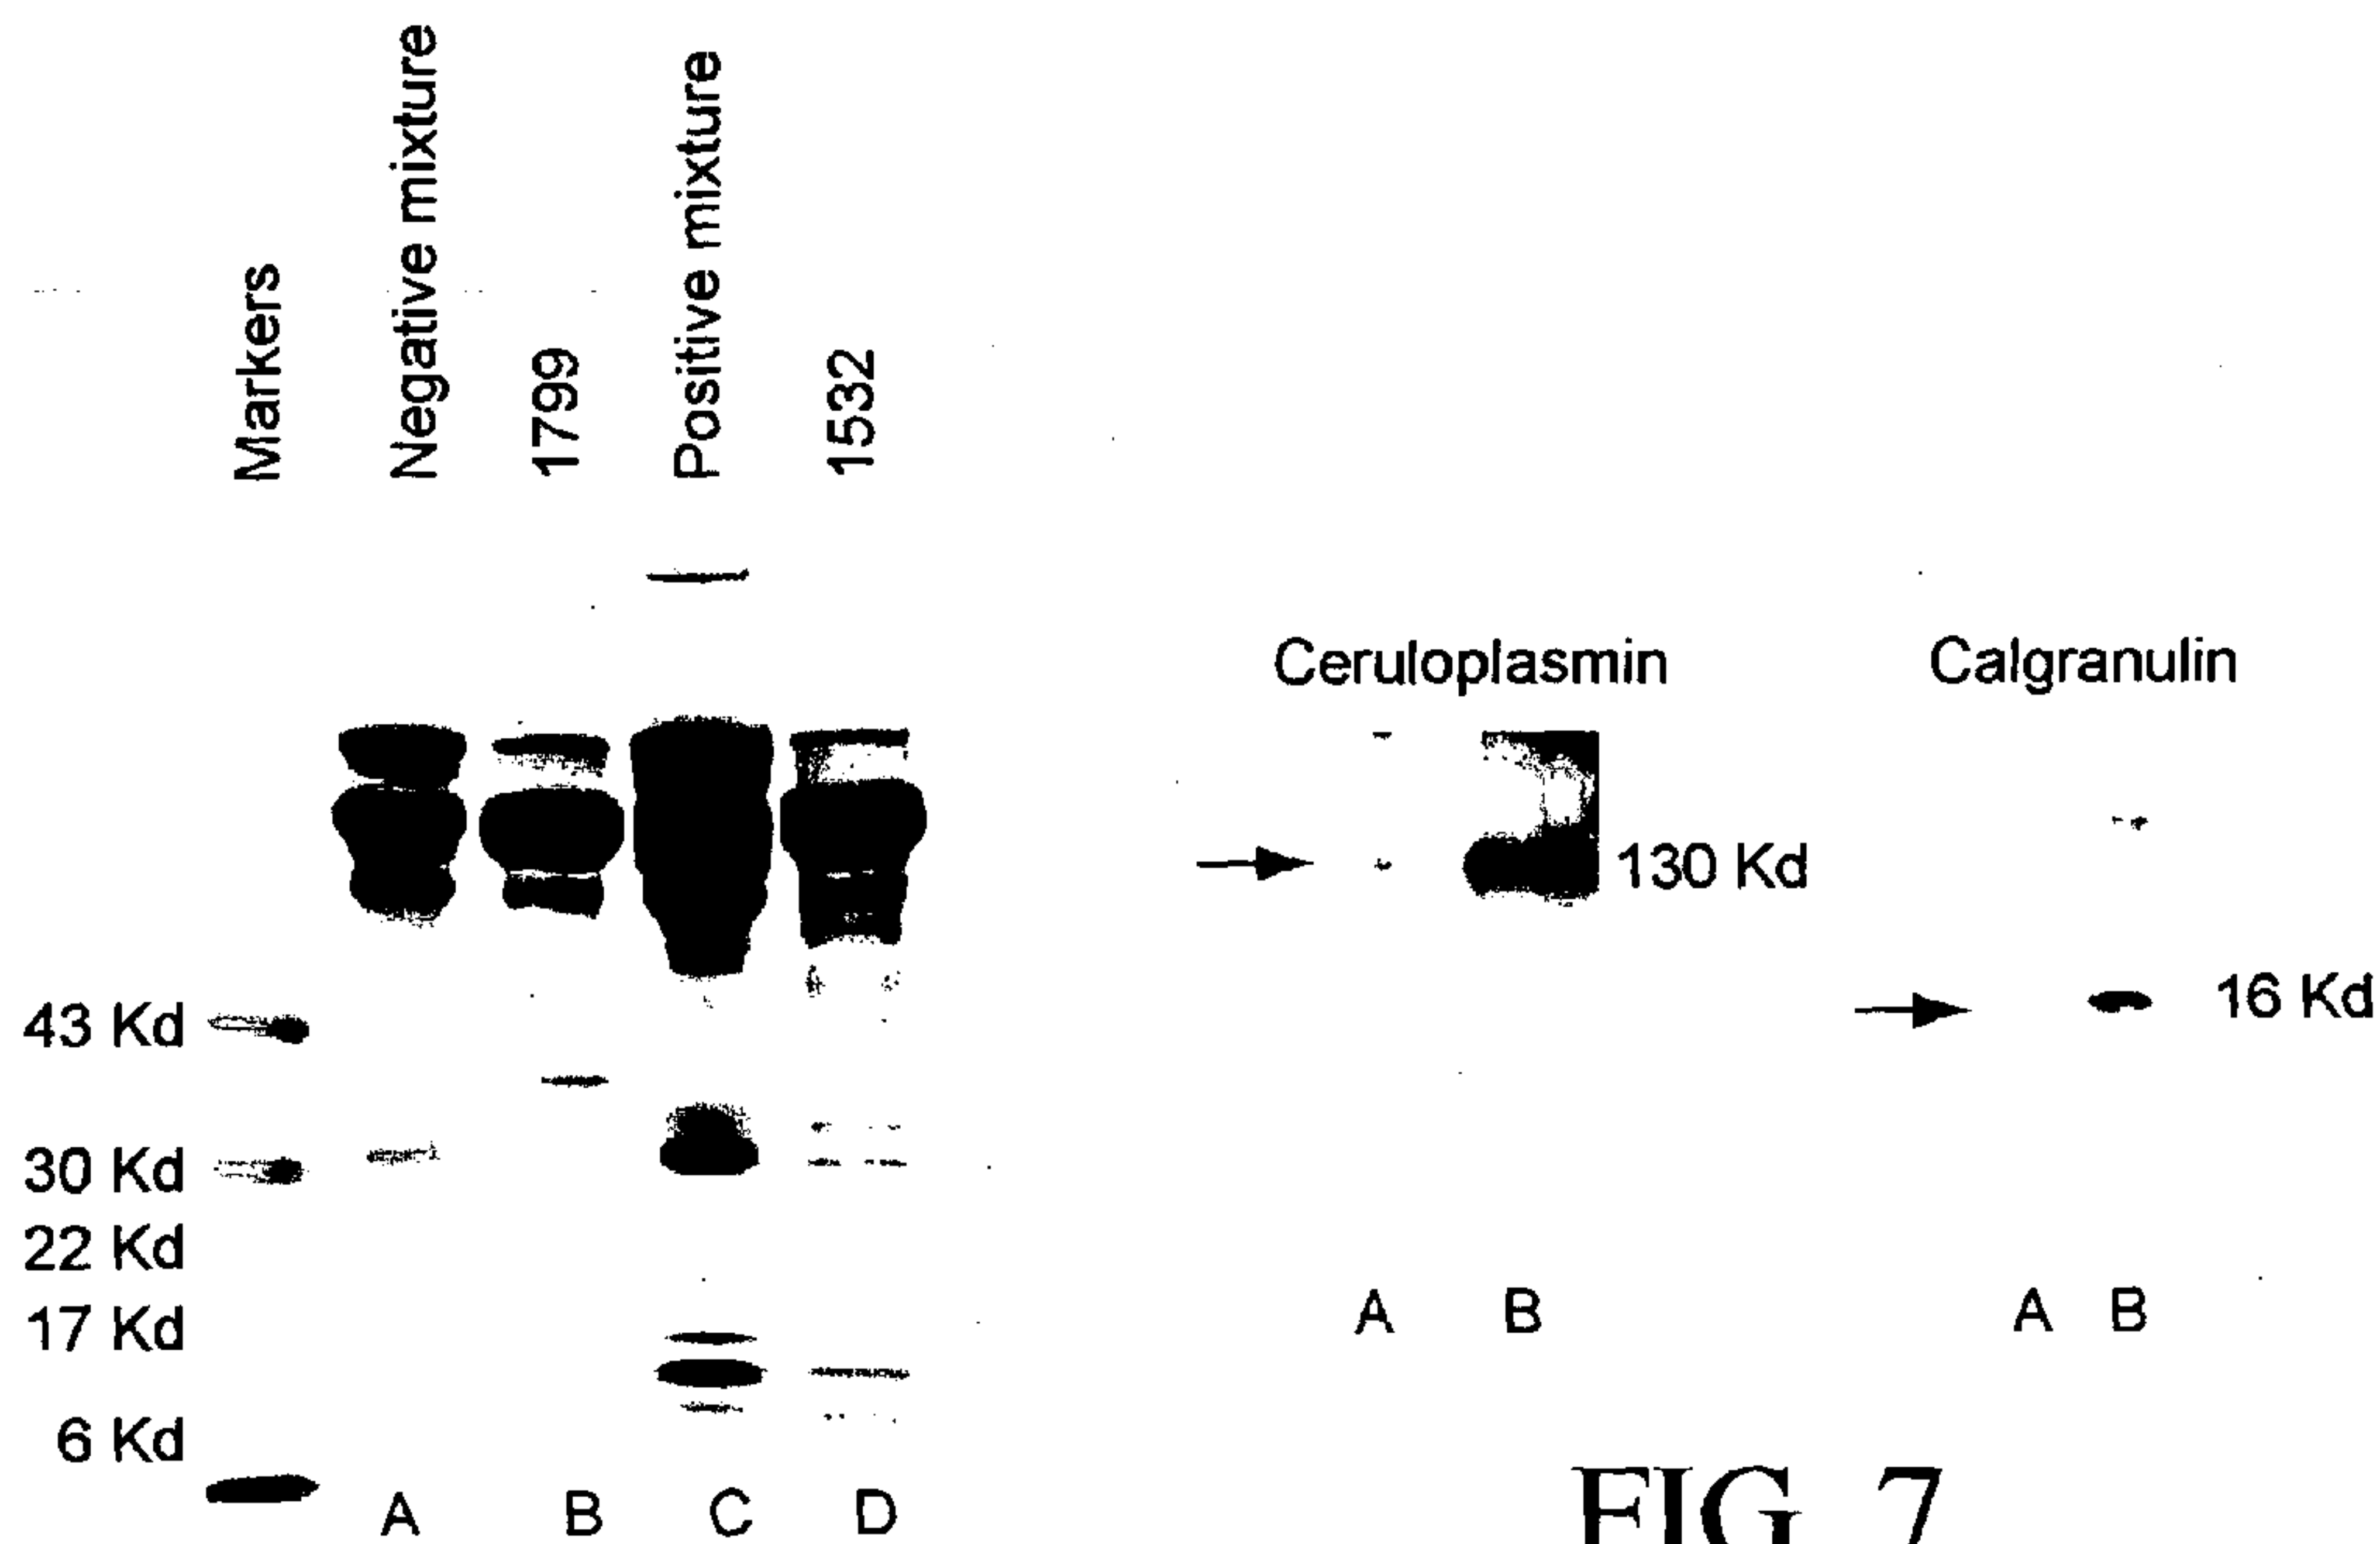 Markers
Negative mixture
1799
Positive mixture
1532
Ceruloplasmin
Calgranulin
130 Kd
16 Kd
43 Kd
30 Kd
22 Kd
17 Kd
6 Kd
A B
A B
A B C D
FIG 7